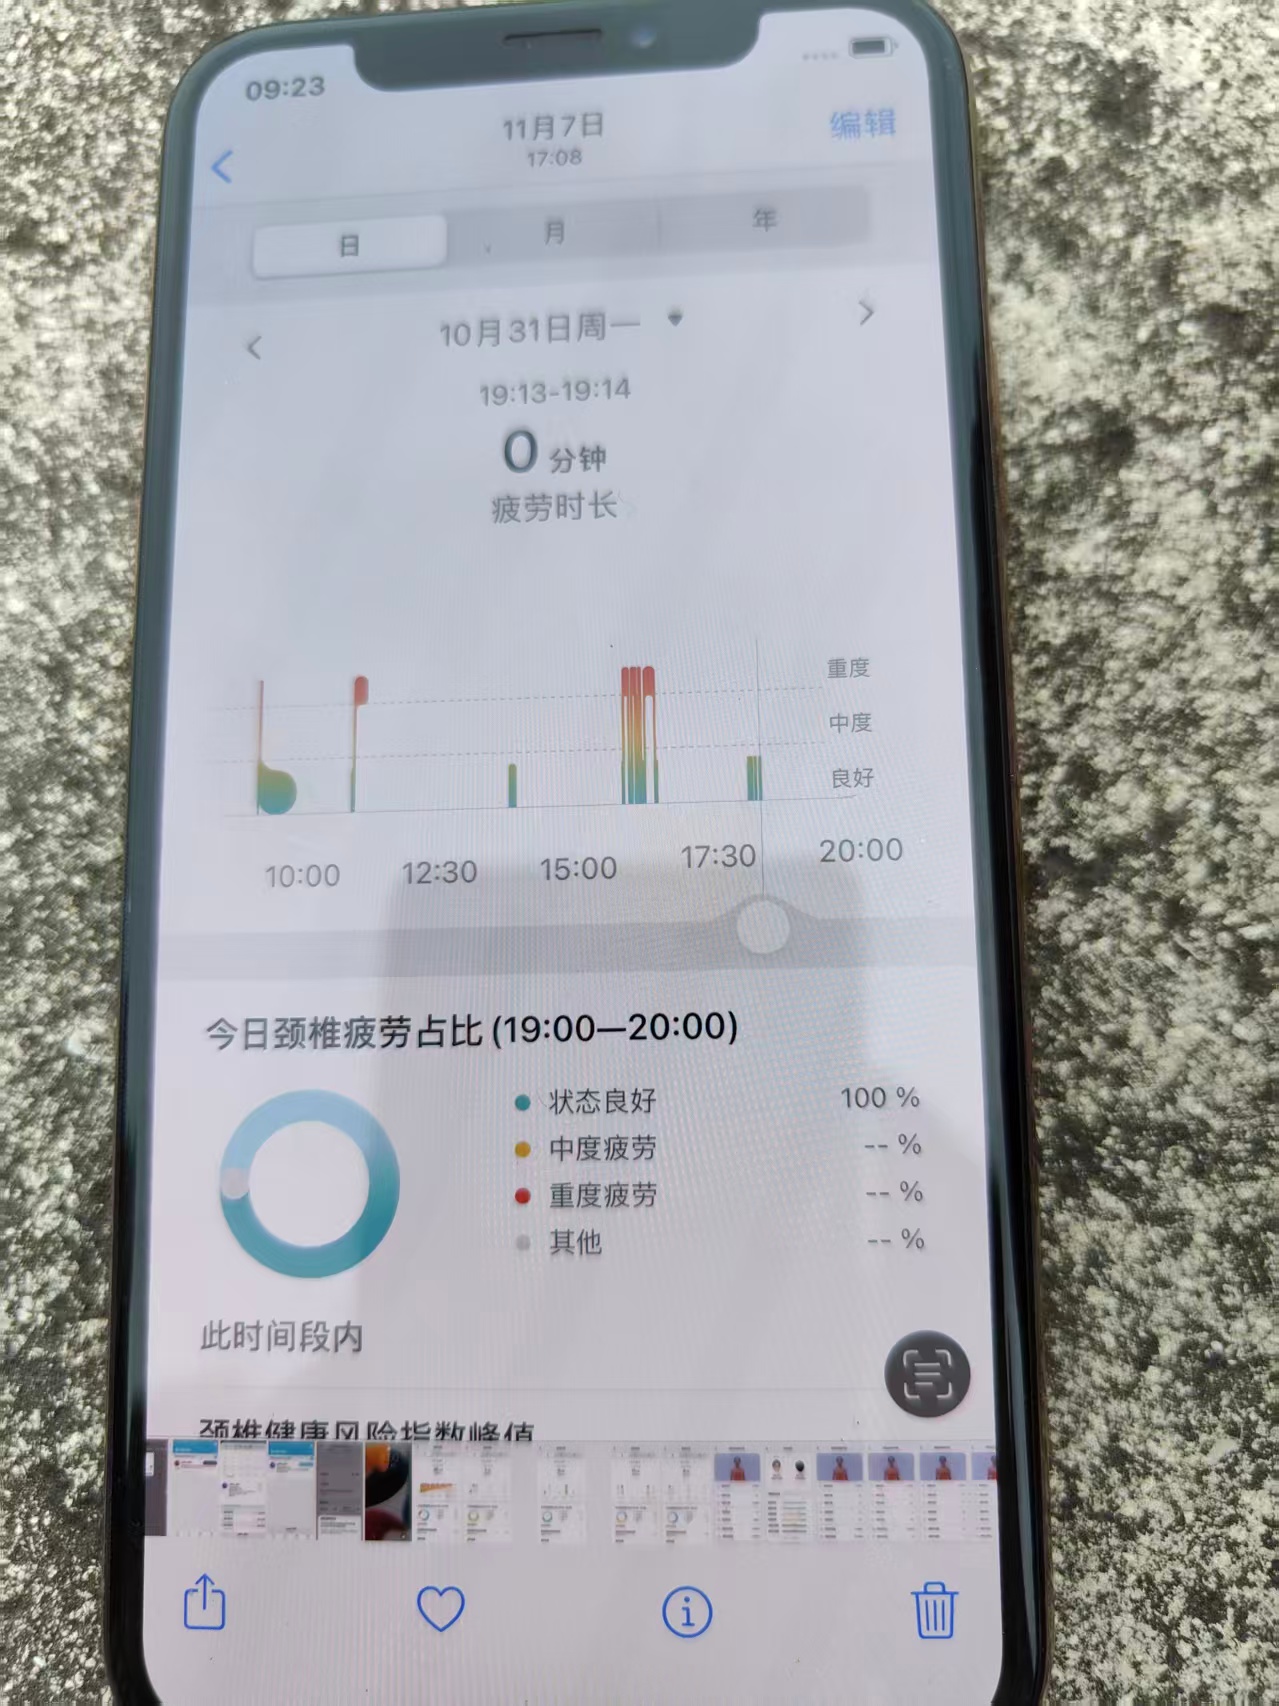 09:23
11月7日
编辑
17:08
日 月 年
10月31日周一
19:13-19:14
0 分钟
疲劳时长
重度
中度
良好
10:00 12:30 15:00 17:30 20:00
今日颈椎疲劳占比 (19:00—20:00)
状态良好 100 %
中度疲劳 -- %
重度疲劳 -- %
其他 -- %
此时间段内
颈椎健康风险指数峰值